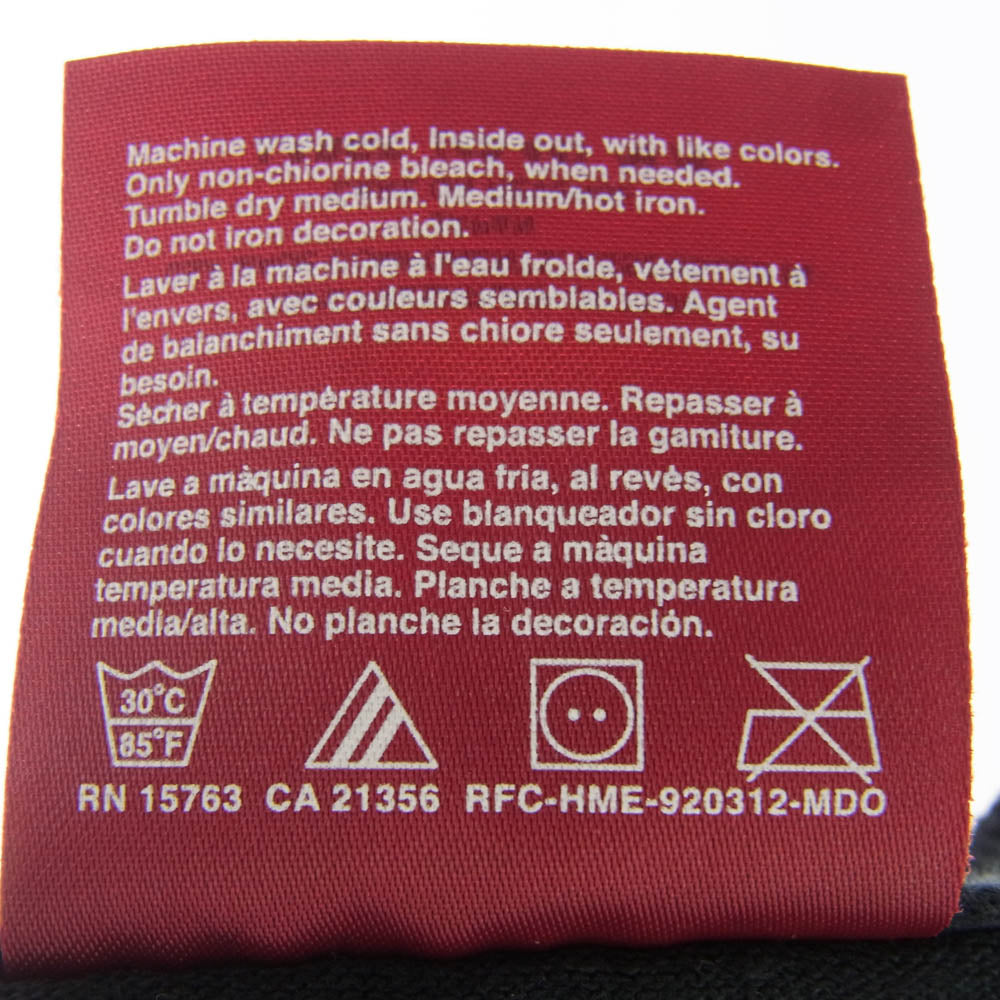 Machine wash cold, Inside out, with like colors.
Only non-chiorine bleach, when needed.
Tumble dry medium. Medium/hot iron.
Do not iron decoration.
Laver à la machine à l'eau frolde, vétement à
l'envers, avec couleurs semblables. Agent
de balanchiment sans chiore seulement, su
besoin.
Sécher à température moyenne. Repasser à
moyen/chaud. Ne pas repasser la gamiture.
Lave a màquina en agua fria, al revès, con
colores similares. Use blanqueador sin cloro
cuando lo necesite. Seque a màquina
temperatura media. Planche a temperatura
media/alta. No planche la decoración.
30°C
85°F
RN 15763 CA 21356 RFC-HME-920312-MDO